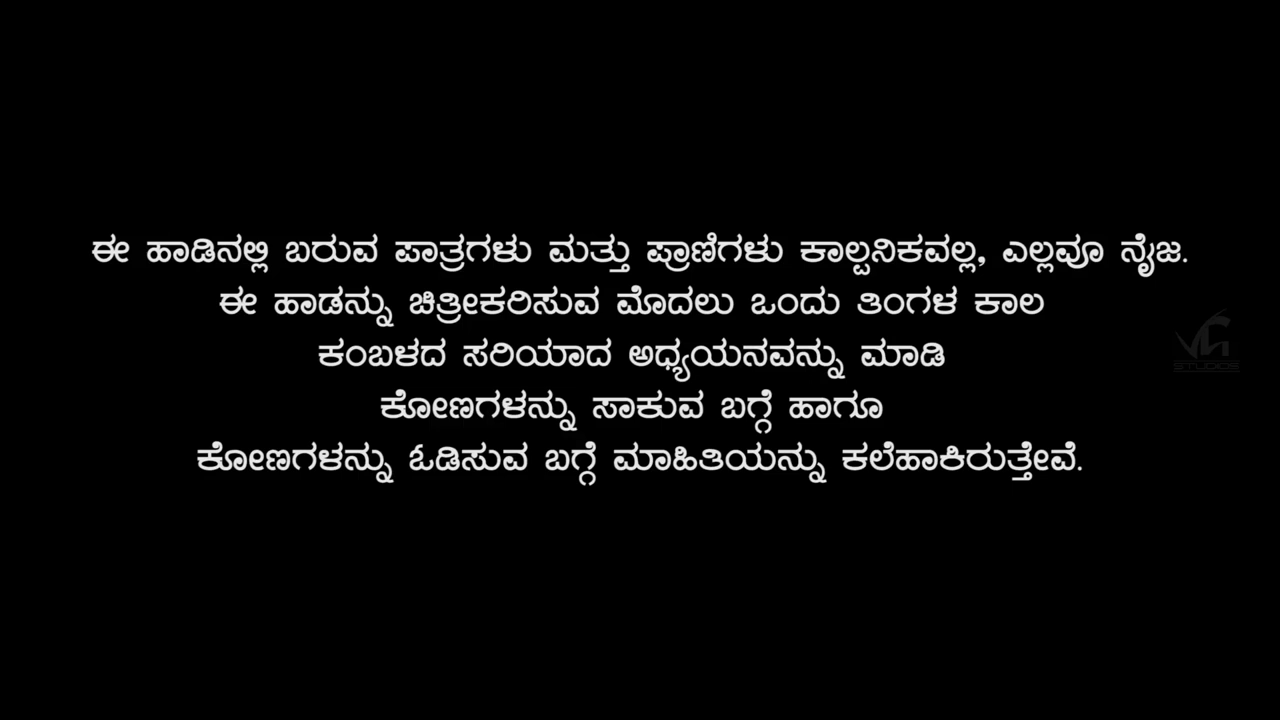 ಈ ಹಾಡಿನಲ್ಲಿ ಬರುವ ಪಾತ್ರಗಳು ಮತ್ತು ಪ್ರಾಣಿಗಳು ಕಾಲ್ಪನಿಕವಲ್ಲ, ಎಲ್ಲವೂ ನೈಜ.
ಈ ಹಾಡನ್ನು ಚಿತ್ರೀಕರಿಸುವ ಮೊದಲು ಒಂದು ತಿಂಗಳ ಕಾಲ
ಕಂಬಳದ ಸರಿಯಾದ ಅಧ್ಯಯನವನ್ನು ಮಾಡಿ
ಕೋಣಗಳನ್ನು ಸಾಕುವ ಬಗ್ಗೆ ಹಾಗೂ
ಕೋಣಗಳನ್ನು ಓಡಿಸುವ ಬಗ್ಗೆ ಮಾಹಿತಿಯನ್ನು ಕಲೆಹಾಕಿರುತ್ತೇವೆ.
STUDIOS